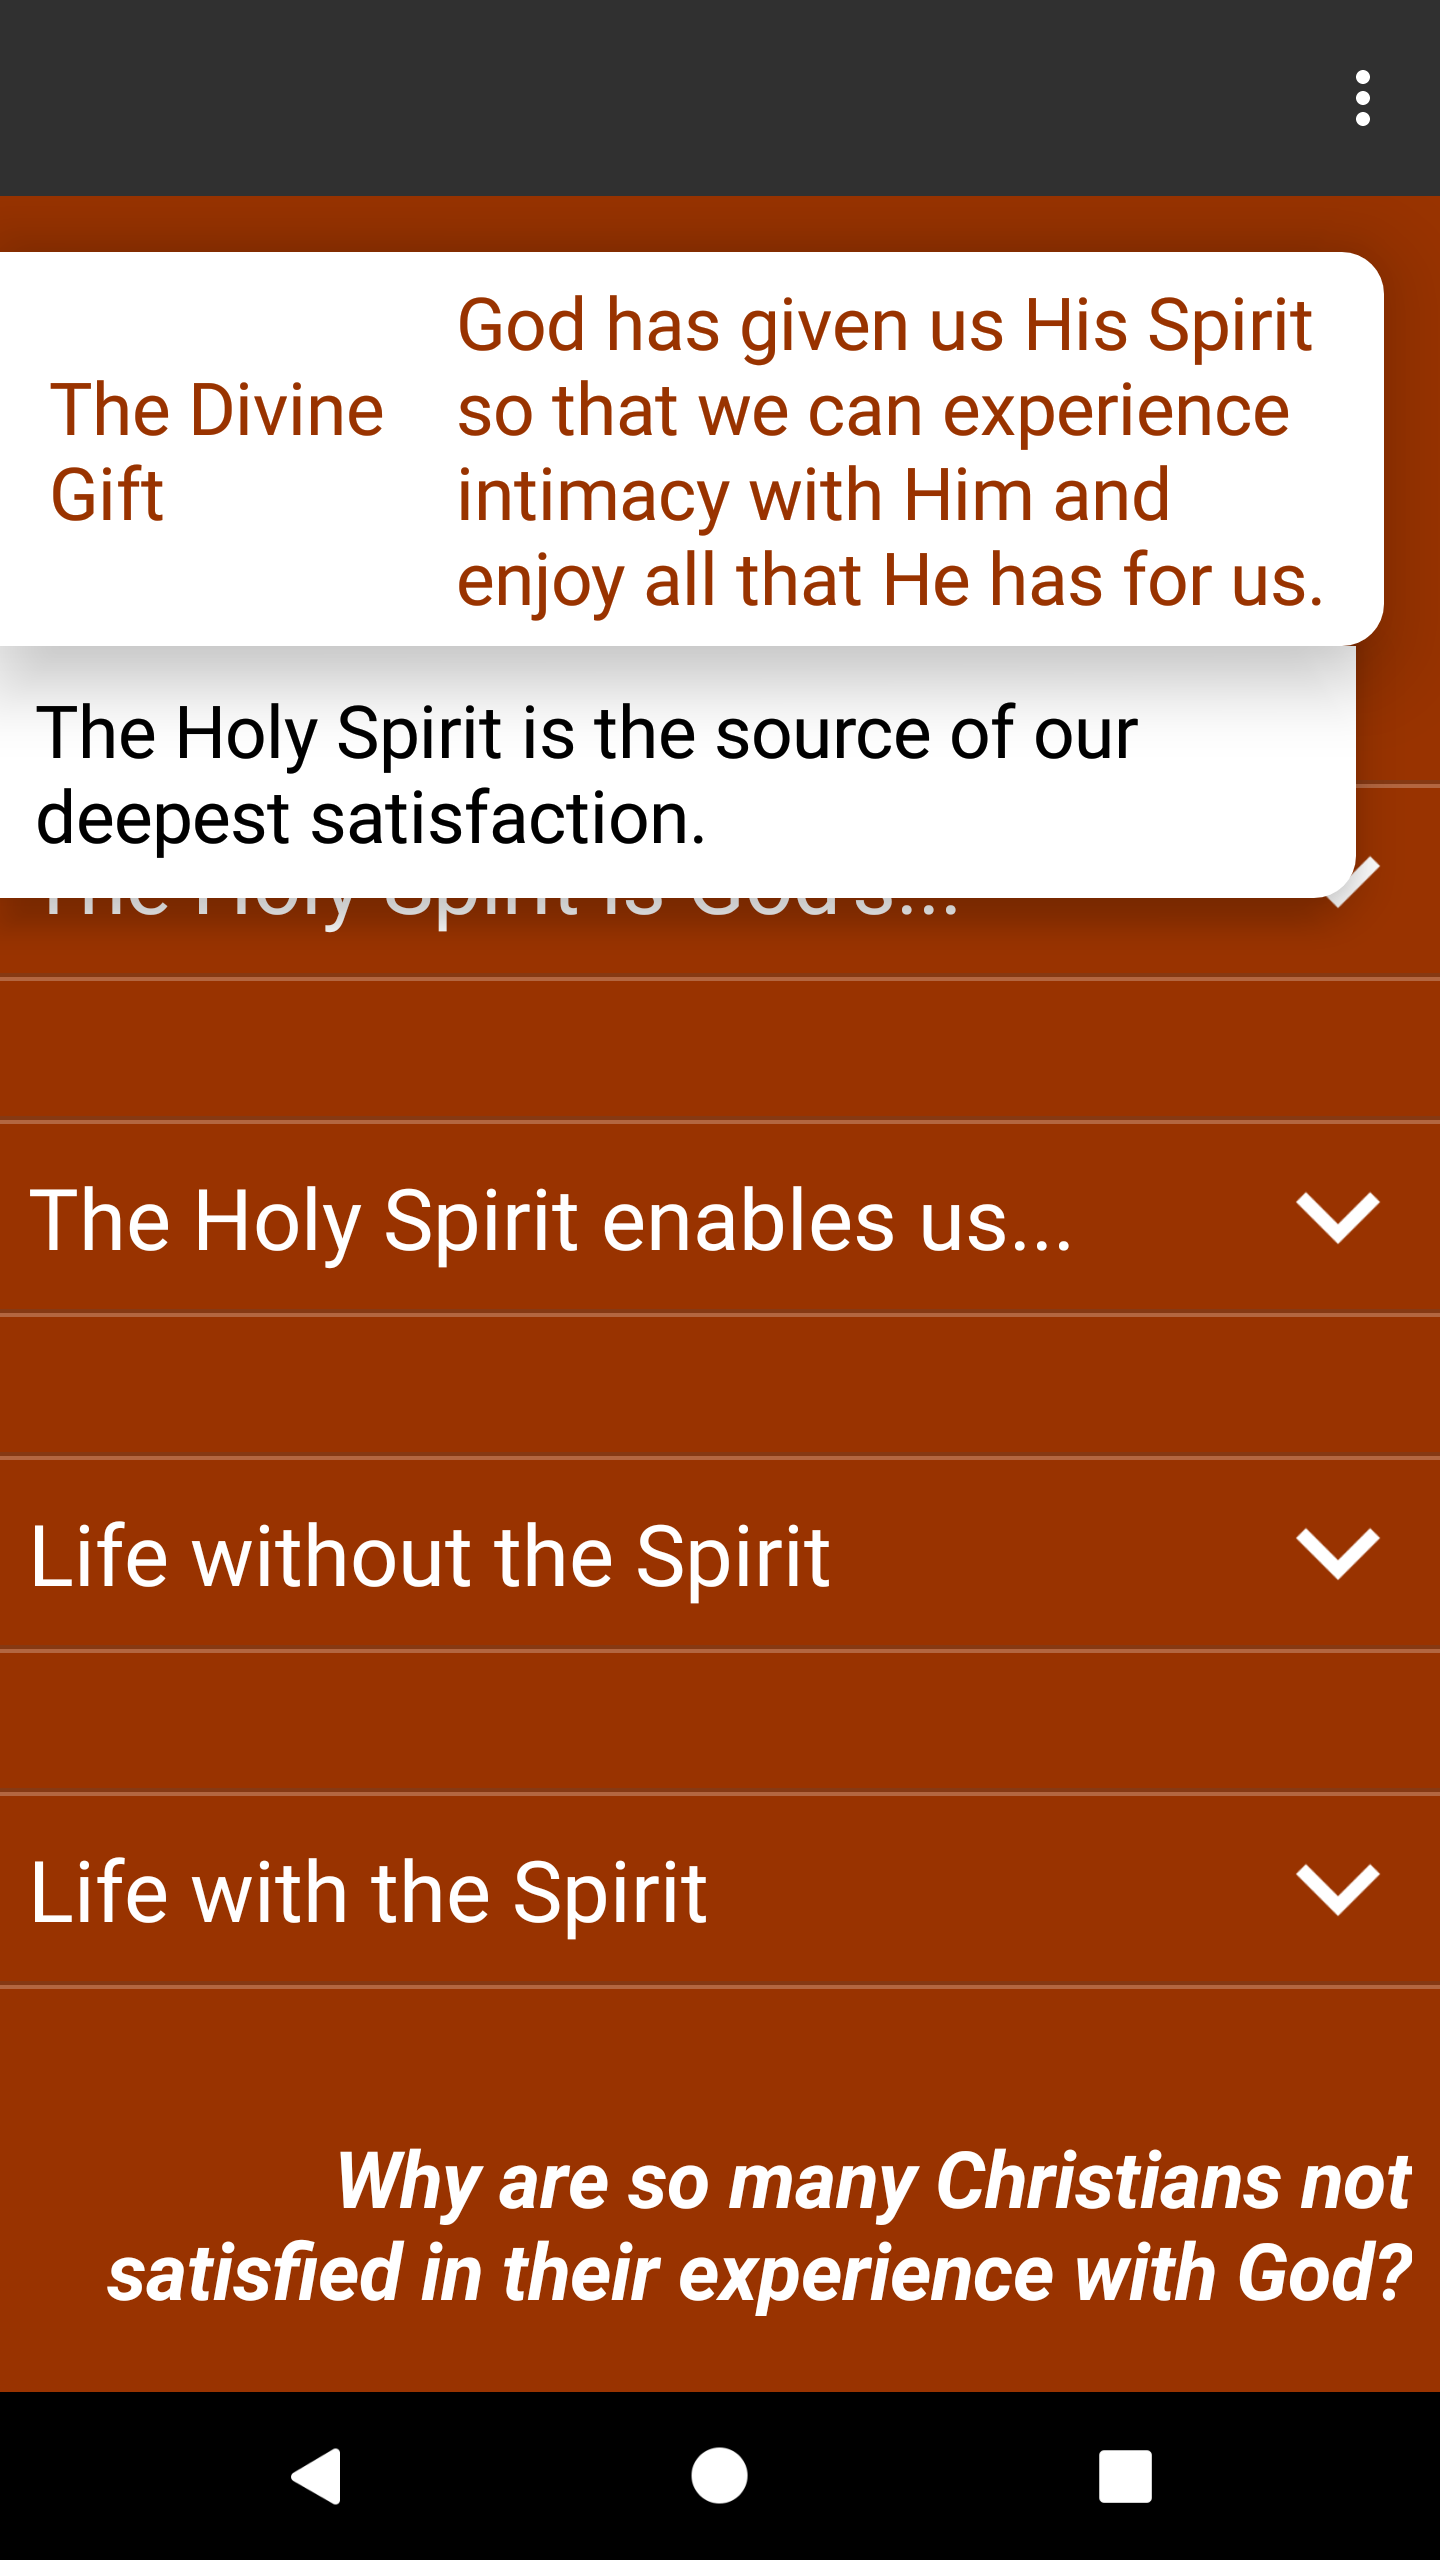 The Divine
Gift
God has given us His Spirit
so that we can experience
intimacy with Him and
enjoy all that He has for us.
The Holy Spirit is the source of our
deepest satisfaction.
The Holy Spirit is God's...
The Holy Spirit enables us...
Life without the Spirit
Life with the Spirit
Why are so many Christians not
satisfied in their experience with God?